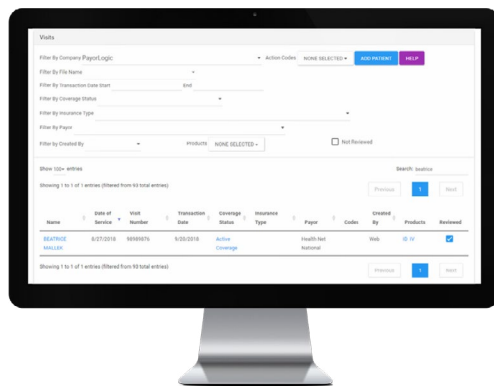 Visits
Filter By Company PayorLogic Action Codes NONE SELECTED ADD PATIENT HELP
Filter By File Name
Filter By Transaction Date Start End
Filter By Coverage Status
Filter By Insurance Type
Filter By Payor
Filter by Created By Products NONE SELECTED Not Reviewed
Show 100 entries Search: beatrice
Showing 1 to 1 of 1 entries (filtered from 93 total entries) Previous 1 Next
Name Date of Service Visit Number Transaction Date Coverage Status Insurance Type Payor Codes Created By Products Reviewed
BEATRICE 8/27/2018 98989876 9/20/2018 Active Health Net Web
Coverage National
Showing 1 to 1 of 1 entries (filtered from 93 total entries) Previous 1 Next